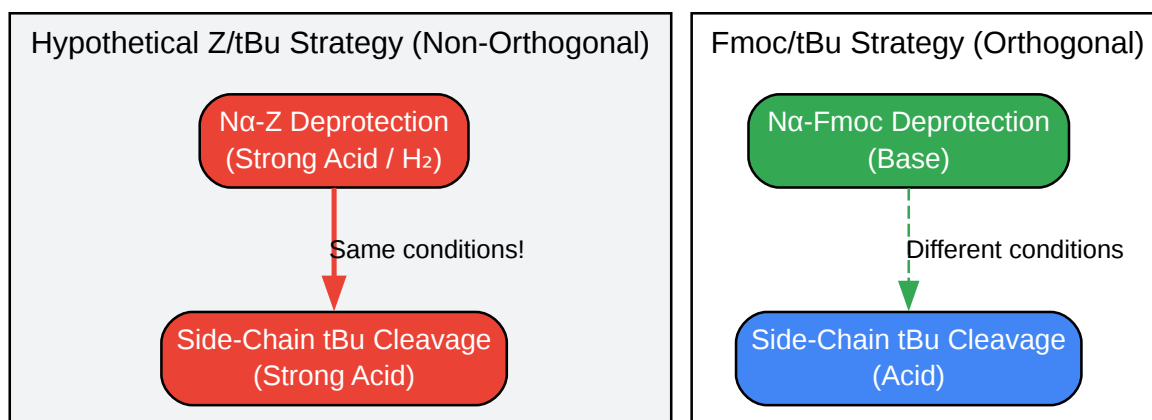 Hypothetical Z/tBu Strategy (Non-Orthogonal)
Nα-Z Deprotection
(Strong Acid / H₂)
Same conditions!
Side-Chain tBu Cleavage
(Strong Acid)
Fmoc/tBu Strategy (Orthogonal)
Nα-Fmoc Deprotection
(Base)
Different conditions
Side-Chain tBu Cleavage
(Acid)